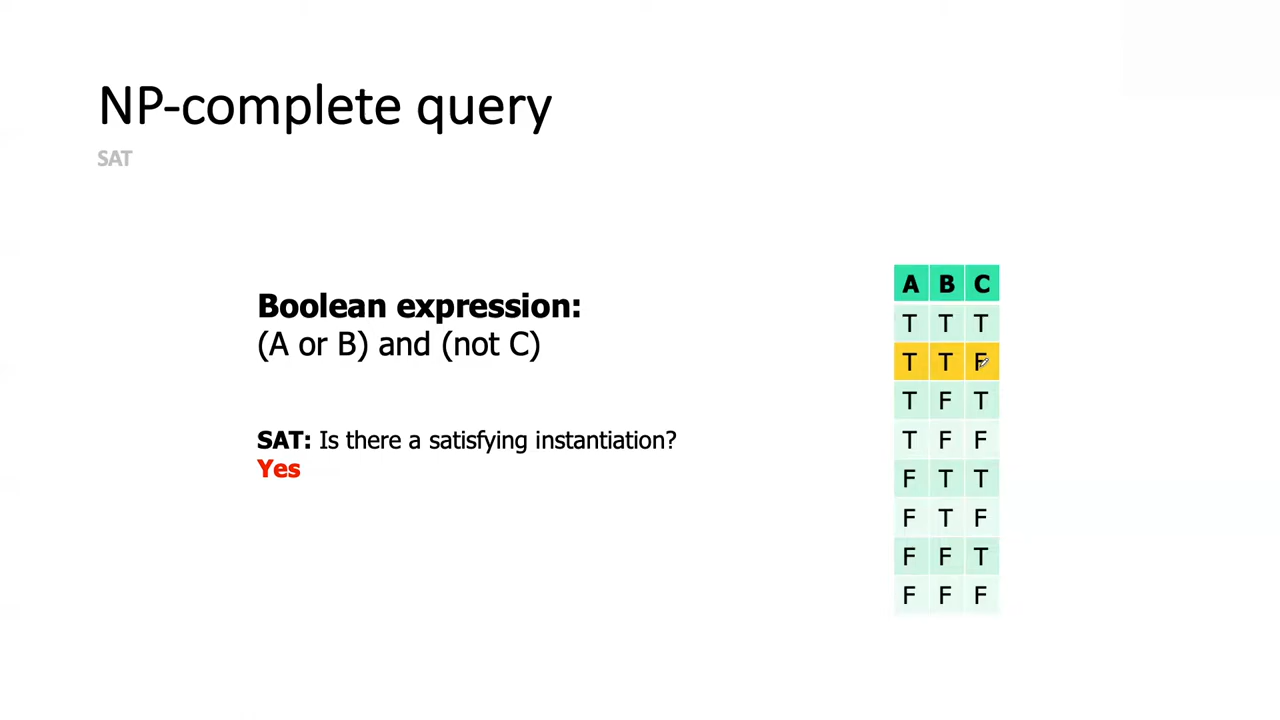 NP-complete query
SAT
Boolean expression:
(A or B) and (not C)
SAT: Is there a satisfying instantiation?
Yes
A B C
T T T
T T F
T F T
T F F
F T T
F T F
F F T
F F F